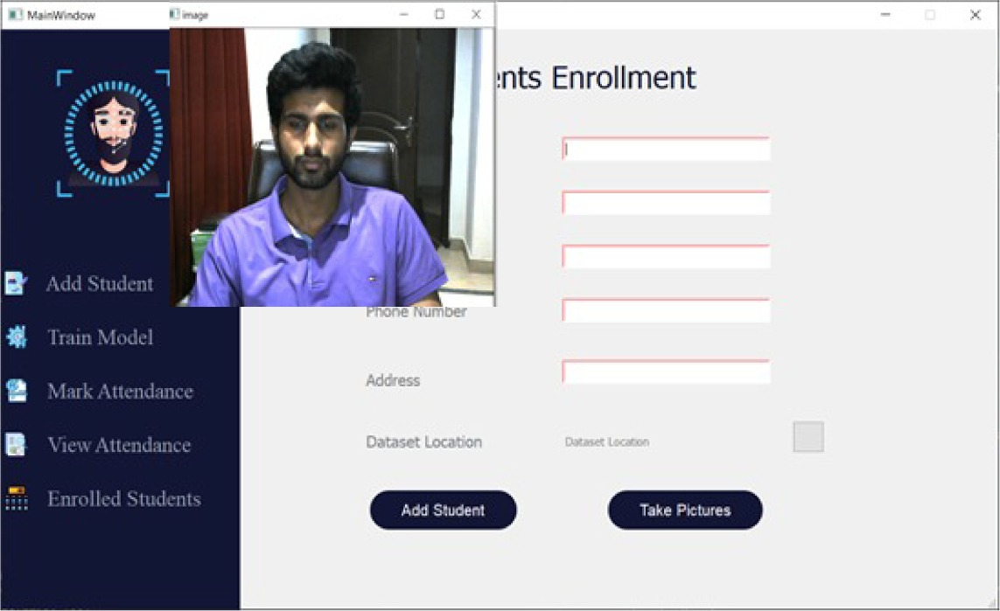 MainWindow
image
ents Enrollment
Phone Number
Address
Dataset Location
Dataset Location
Add Student
Take Pictures
Add Student
Train Model
Mark Attendance
View Attendance
Enrolled Students